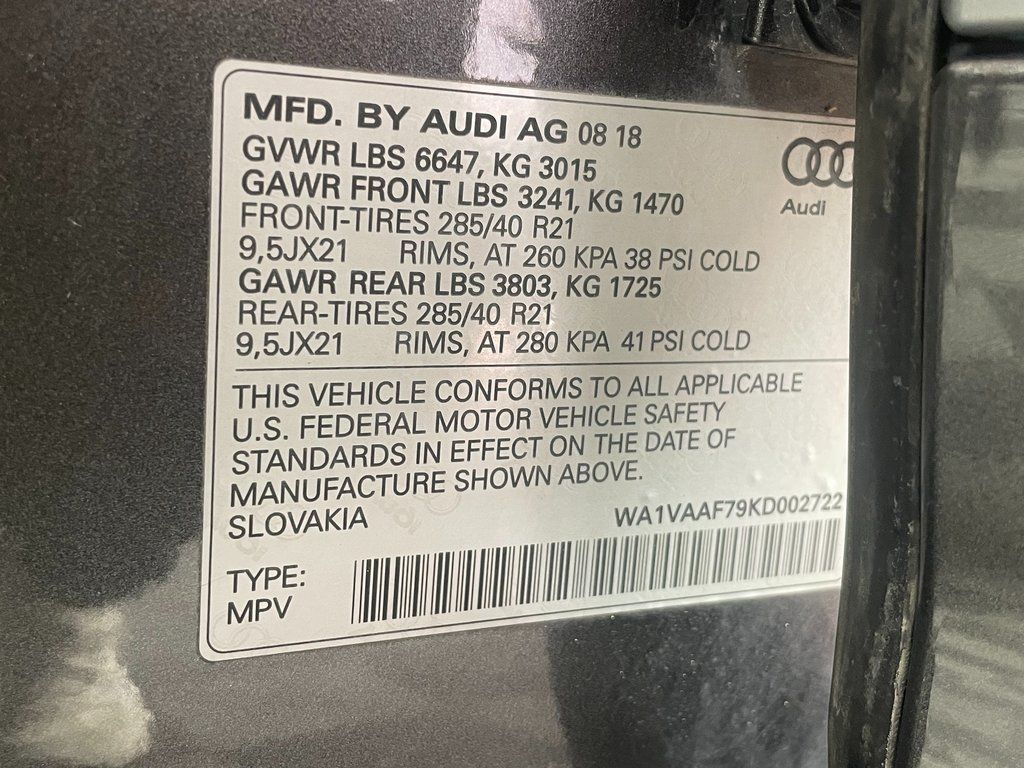 MFD. BY AUDI AG 08 18
GVWR LBS 6647, KG 3015
GAWR FRONT LBS 3241, KG 1470
FRONT-TIRES 285/40 R21
9,5JX21 RIMS, AT 260 KPA 38 PSI COLD
GAWR REAR LBS 3803, KG 1725
REAR-TIRES 285/40 R21
9,5JX21 RIMS, AT 280 KPA 41 PSI COLD
Audi
THIS VEHICLE CONFORMS TO ALL APPLICABLE
U.S. FEDERAL MOTOR VEHICLE SAFETY
STANDARDS IN EFFECT ON THE DATE OF
MANUFACTURE SHOWN ABOVE.
SLOVAKIA
WA1VAAF79KD002722
TYPE:
MPV